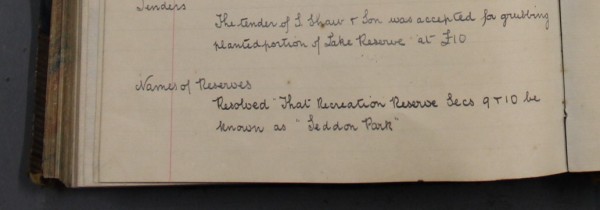 Tenders
The tender of S. Shaw & Son was accepted for grubbing
planted portion of Lake Reserve at £10
Names of Reserves
Resolved That Recreation Reserve Secs 9 & 10 be
known as "Seddon Park"